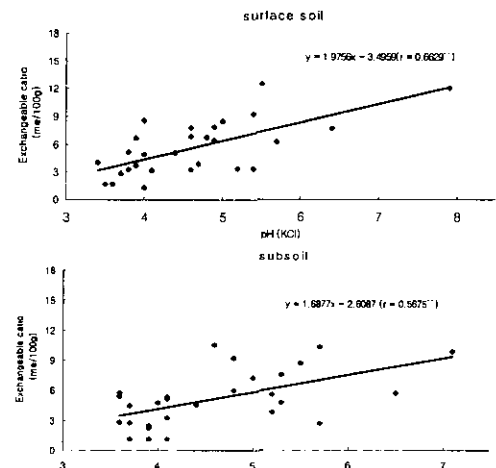 surface soil
y = 1.9756x - 3.4959(r = 0.6629**)
Exchangeable catio
(me/100g)
18
15
12
9
6
3
0
3
4
5
6
7
8
pH(KCl)
subsoil
y = 1.6877x - 2.6087 (r = 0.5675**)
Exchangeable catio
(me/100g)
18
15
12
9
6
3
0
3
4
5
6
7